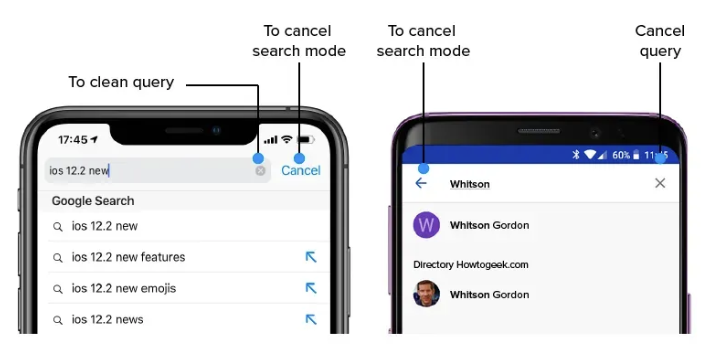 To cancel
search mode
To clean query
17:45
ios 12.2 new
Cancel
Google Search
ios 12.2 new
ios 12.2 new features
ios 12.2 new emojis
ios 12.2 news
To cancel
search mode
Cancel
query
60%
Whitson
W
Whitson Gordon
Directory Howtogeek.com
Whitson Gordon